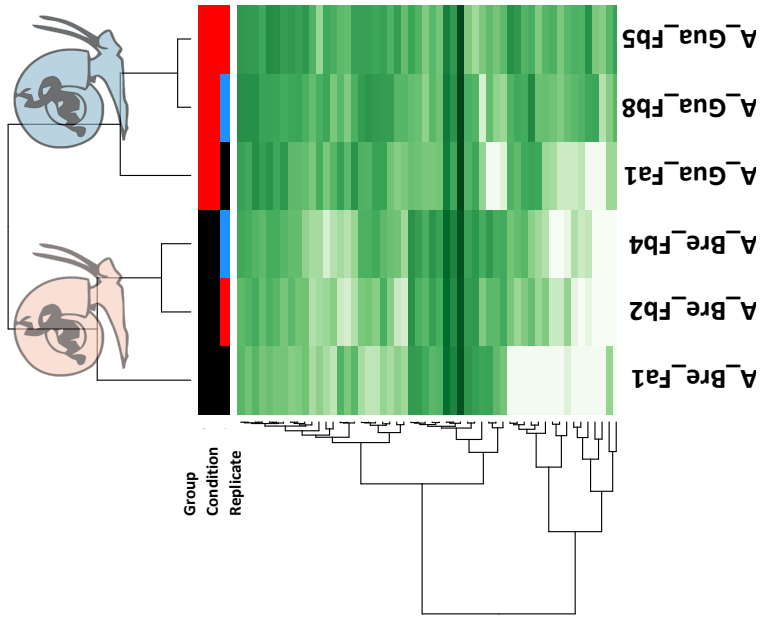 A_Gua_Fb5
A_Gua_Fb8
A_Gua_Fa1
A_Bre_Fb4
A_Bre_Fb2
A_Bre_Fa1
Group
Condition
Replicate